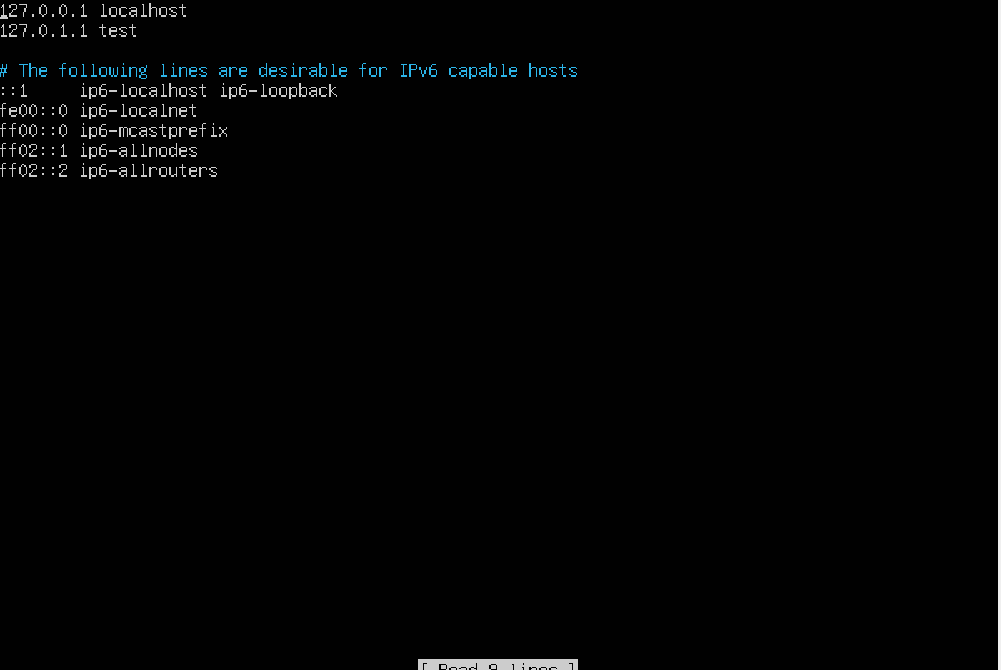 127.0.0.1 localhost
127.0.1.1 test
# The following lines are desirable for IPv6 capable hosts
::1     ip6-localhost ip6-loopback
fe00::0 ip6-localnet
ff00::0 ip6-mcastprefix
ff02::1 ip6-allnodes
ff02::2 ip6-allrouters
[ Read 9 lines ]